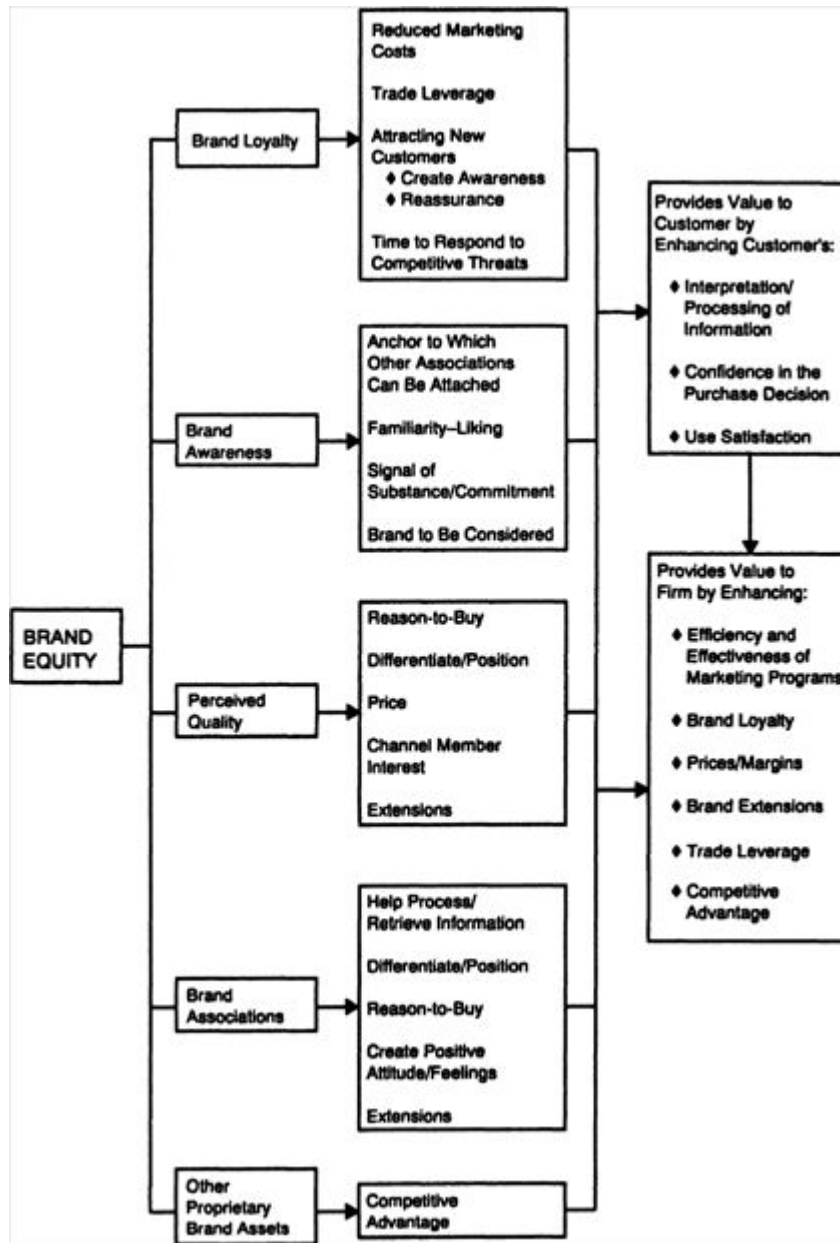 BRAND
EQUITY
Brand Loyalty
Reduced Marketing
Costs
Trade Leverage
Attracting New
Customers
♦ Create Awareness
♦ Reassurance
Time to Respond to
Competitive Threats
Brand
Awareness
Anchor to Which
Other Associations
Can Be Attached
Familiarity–Liking
Signal of
Substance/Commitment
Brand to Be Considered
Perceived
Quality
Reason-to-Buy
Differentiate/Position
Price
Channel Member
Interest
Extensions
Brand
Associations
Help Process/
Retrieve Information
Differentiate/Position
Reason-to-Buy
Create Positive
Attitude/Feelings
Extensions
Other
Proprietary
Brand Assets
Competitive
Advantage
Provides Value to
Customer by
Enhancing Customer's:
♦ Interpretation/
Processing of
Information
♦ Confidence in the
Purchase Decision
♦ Use Satisfaction
Provides Value to
Firm by Enhancing:
♦ Efficiency and
Effectiveness of
Marketing Programs
♦ Brand Loyalty
♦ Prices/Margins
♦ Brand Extensions
♦ Trade Leverage
♦ Competitive
Advantage